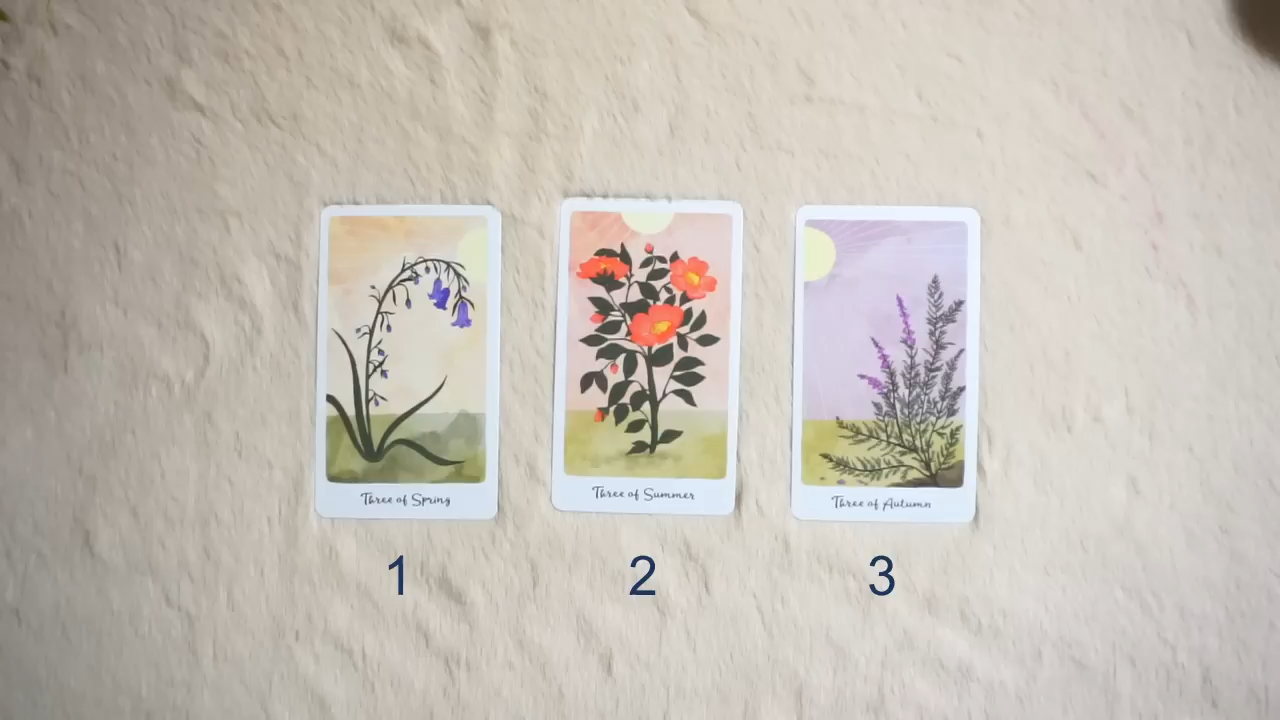 Three of Spring
Three of Summer
Three of Autumn
1
2
3